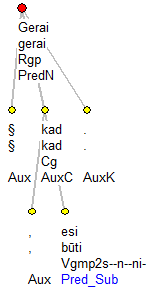 Gerai
gerai
Rgp
PredN
§ kad .
§ kad .
Cg
Aux AuxC AuxK
, esi
, būti
Vgmp2s--n--ni-
Aux Pred_Sub